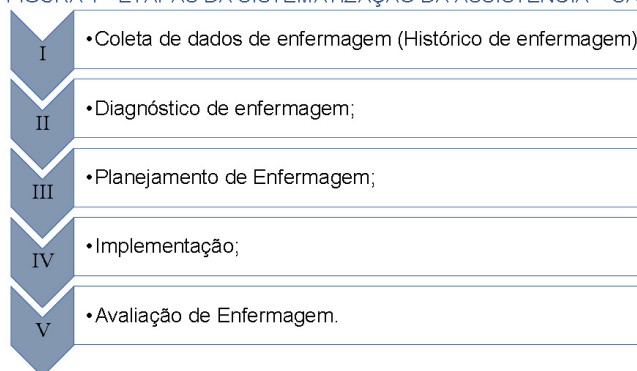 I
•Coleta de dados de enfermagem (Histórico de enfermagem)
II
•Diagnóstico de enfermagem;
III
•Planejamento de Enfermagem;
IV
•Implementação;
V
•Avaliação de Enfermagem.